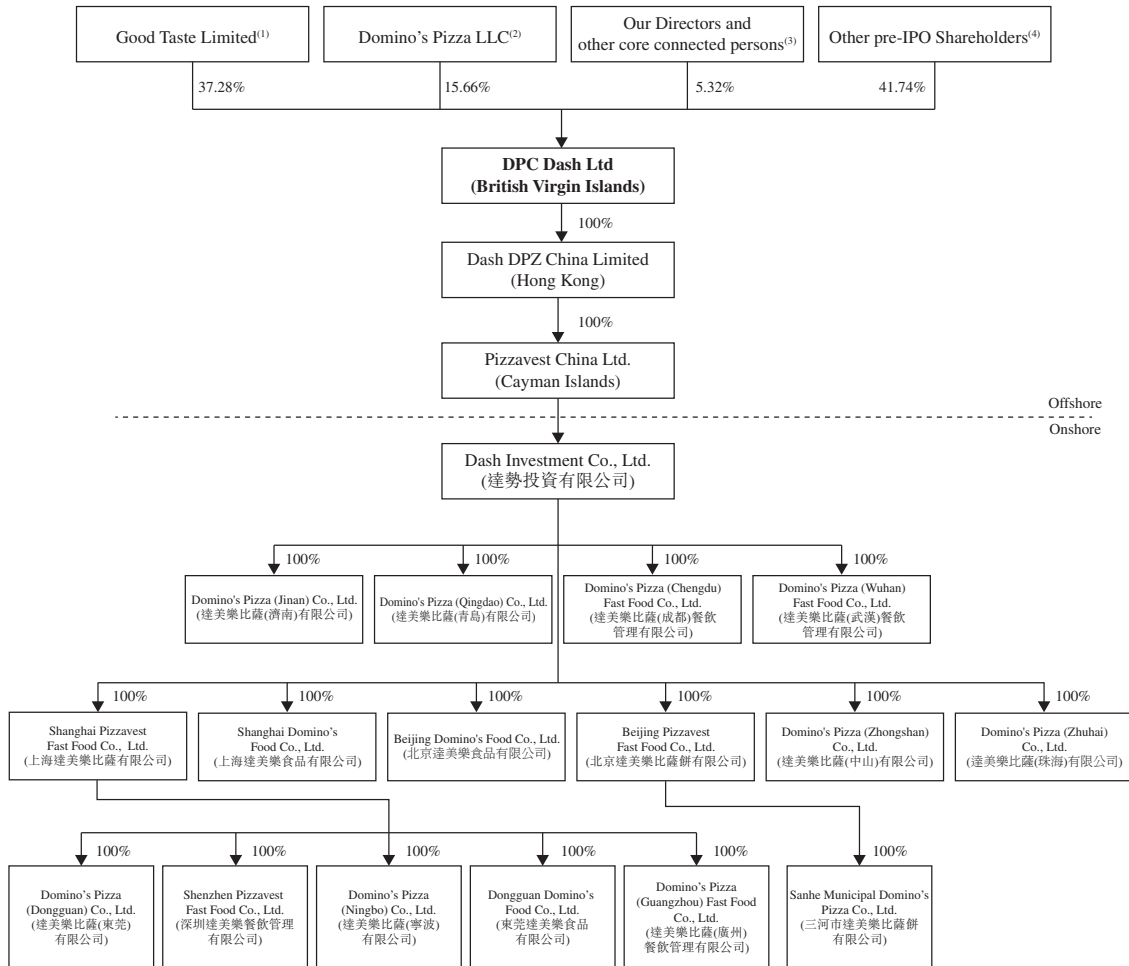 Good Taste Limited(1)
Domino's Pizza LLC(2)
Our Directors and
other core connected persons(3)
Other pre-IPO Shareholders(4)
37.28%
15.66%
5.32%
41.74%
DPC Dash Ltd
(British Virgin Islands)
100%
Dash DPZ China Limited
(Hong Kong)
100%
Pizzavest China Ltd.
(Cayman Islands)
Offshore
Onshore
Dash Investment Co., Ltd.
(達勢投資有限公司)
100%
100%
100%
100%
Domino's Pizza (Jinan) Co., Ltd.
(達美樂比薩(濟南)有限公司)
Domino's Pizza (Qingdao) Co., Ltd.
(達美樂比薩(青島)有限公司)
Domino's Pizza (Chengdu)
Fast Food Co., Ltd.
(達美樂比薩(成都)餐飲
管理有限公司)
Domino's Pizza (Wuhan)
Fast Food Co., Ltd.
(達美樂比薩(武漢)餐飲
管理有限公司)
100%
100%
100%
100%
100%
100%
Shanghai Pizzavest
Fast Food Co., Ltd.
(上海達美樂比薩有限公司)
Shanghai Domino's
Food Co., Ltd.
(上海達美樂食品有限公司)
Beijing Domino's Food Co., Ltd.
(北京達美樂食品有限公司)
Beijing Pizzavest
Fast Food Co., Ltd.
(北京達美樂比薩餅有限公司)
Domino's Pizza (Zhongshan)
Co., Ltd.
(達美樂比薩(中山)有限公司)
Domino's Pizza (Zhuhai)
Co., Ltd.
(達美樂比薩(珠海)有限公司)
100%
100%
100%
100%
100%
100%
Domino's Pizza
(Dongguan) Co., Ltd.
(達美樂比薩(東莞)
有限公司)
Shenzhen Pizzavest
Fast Food Co., Ltd.
(深圳達美樂餐飲管理
有限公司)
Domino's Pizza
(Ningbo) Co., Ltd.
(達美樂比薩(寧波)
有限公司)
Dongguan Domino's
Food Co., Ltd.
(東莞達美樂食品
有限公司)
Domino's Pizza
(Guangzhou) Fast Food
Co., Ltd.
(達美樂比薩(廣州)
餐飲管理有限公司)
Sanhe Municipal Domino's
Pizza Co., Ltd.
(三河市達美樂比薩餅
有限公司)